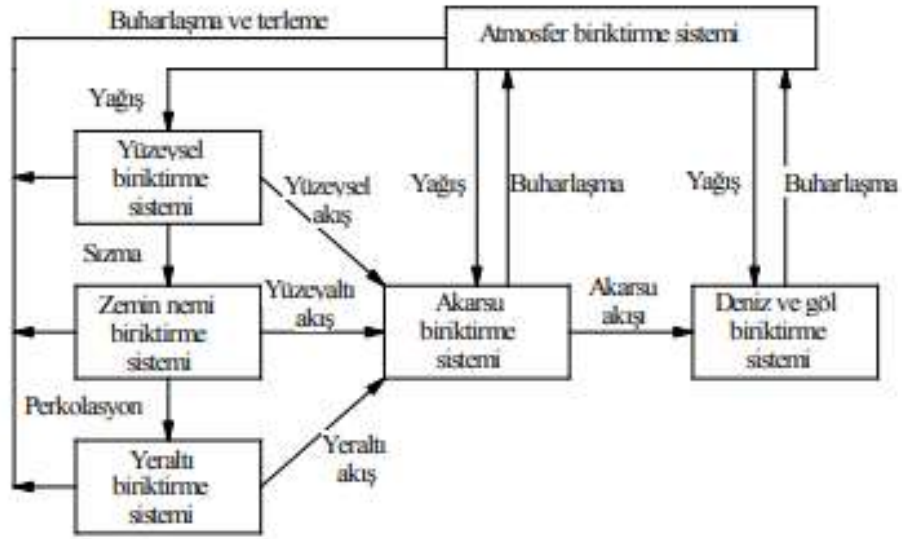 Buharlaşma ve terleme
Atmosfer biriktirme sistemi
Yağış
Yüzeysel
biriktirme
sistemi
Yüzeysel
akış
Yağış
Buharlaşma
Yağış
Buharlaşma
Sızma
Zemin nemi
biriktirme
sistemi
Yüzeyaltı
akış
Akarsu
biriktirme
sistemi
Akarsu
akışı
Deniz ve göl
biriktirme
sistemi
Perkolasyon
Yeraltı
biriktirme
sistemi
Yeraltı
akış